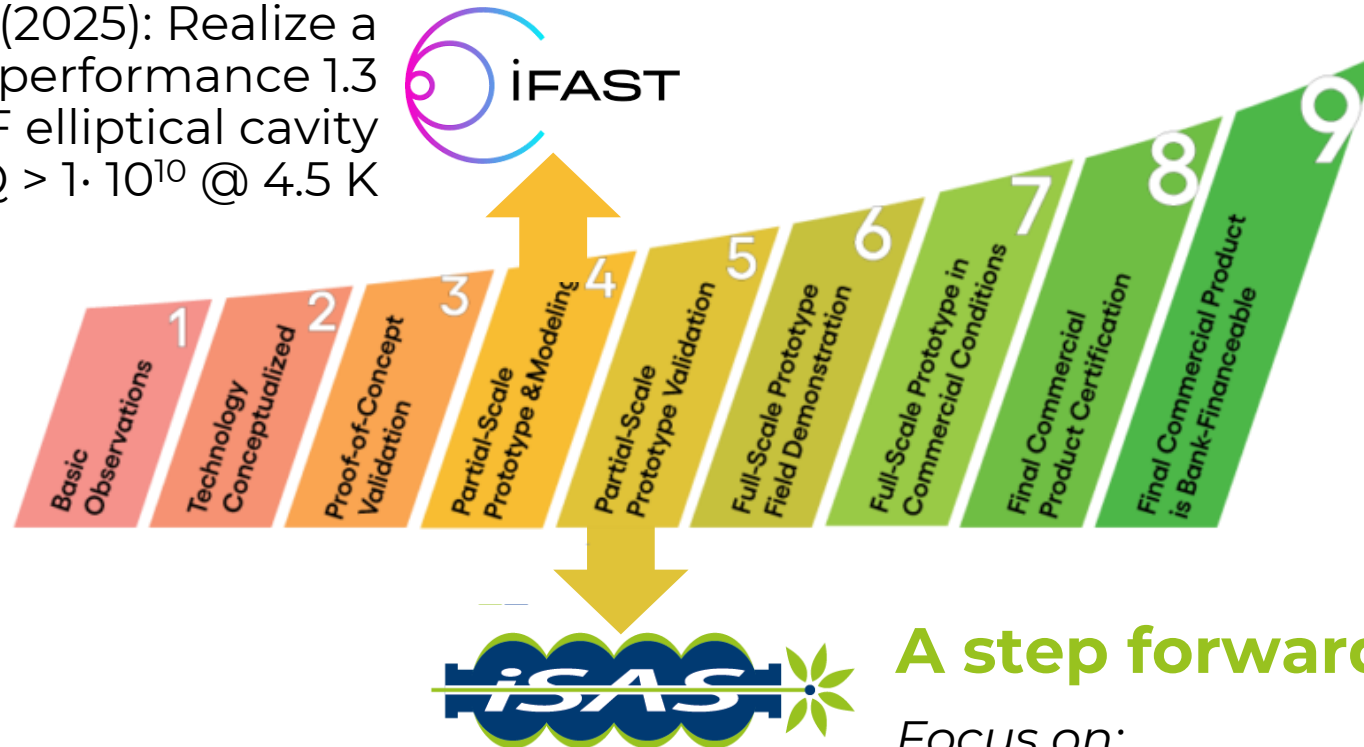 (2025): Realize a
performance 1.3
F elliptical cavity
> 1· 10¹⁰ @ 4.5 K
iFAST
1
Basic
Observations
2
Technology
Conceptualized
3
Proof-of-Concept
Validation
4
Partial-Scale
Prototype & Modeling
5
Partial-Scale
Prototype Validation
6
Full-Scale Prototype
Field Demonstration
7
Full-Scale Prototype in
Commercial Conditions
8
Final Commercial
Product Certification
9
Final Commercial Product
is Bank-Financeable
iSAS
A step forward
Focus on: